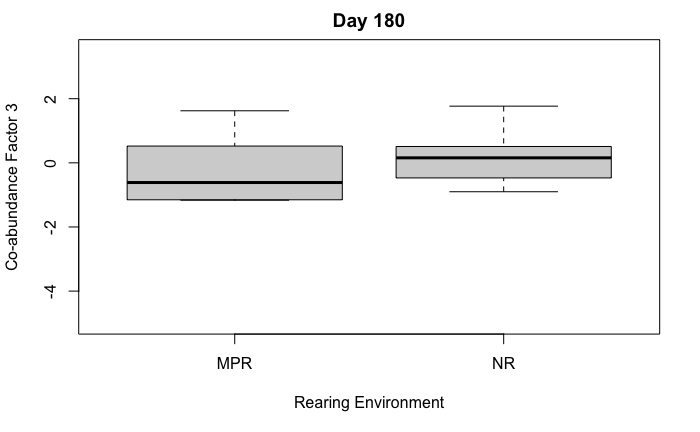 Day 180
Co-abundance Factor 3
2
0
-2
-4
MPR NR
Rearing Environment